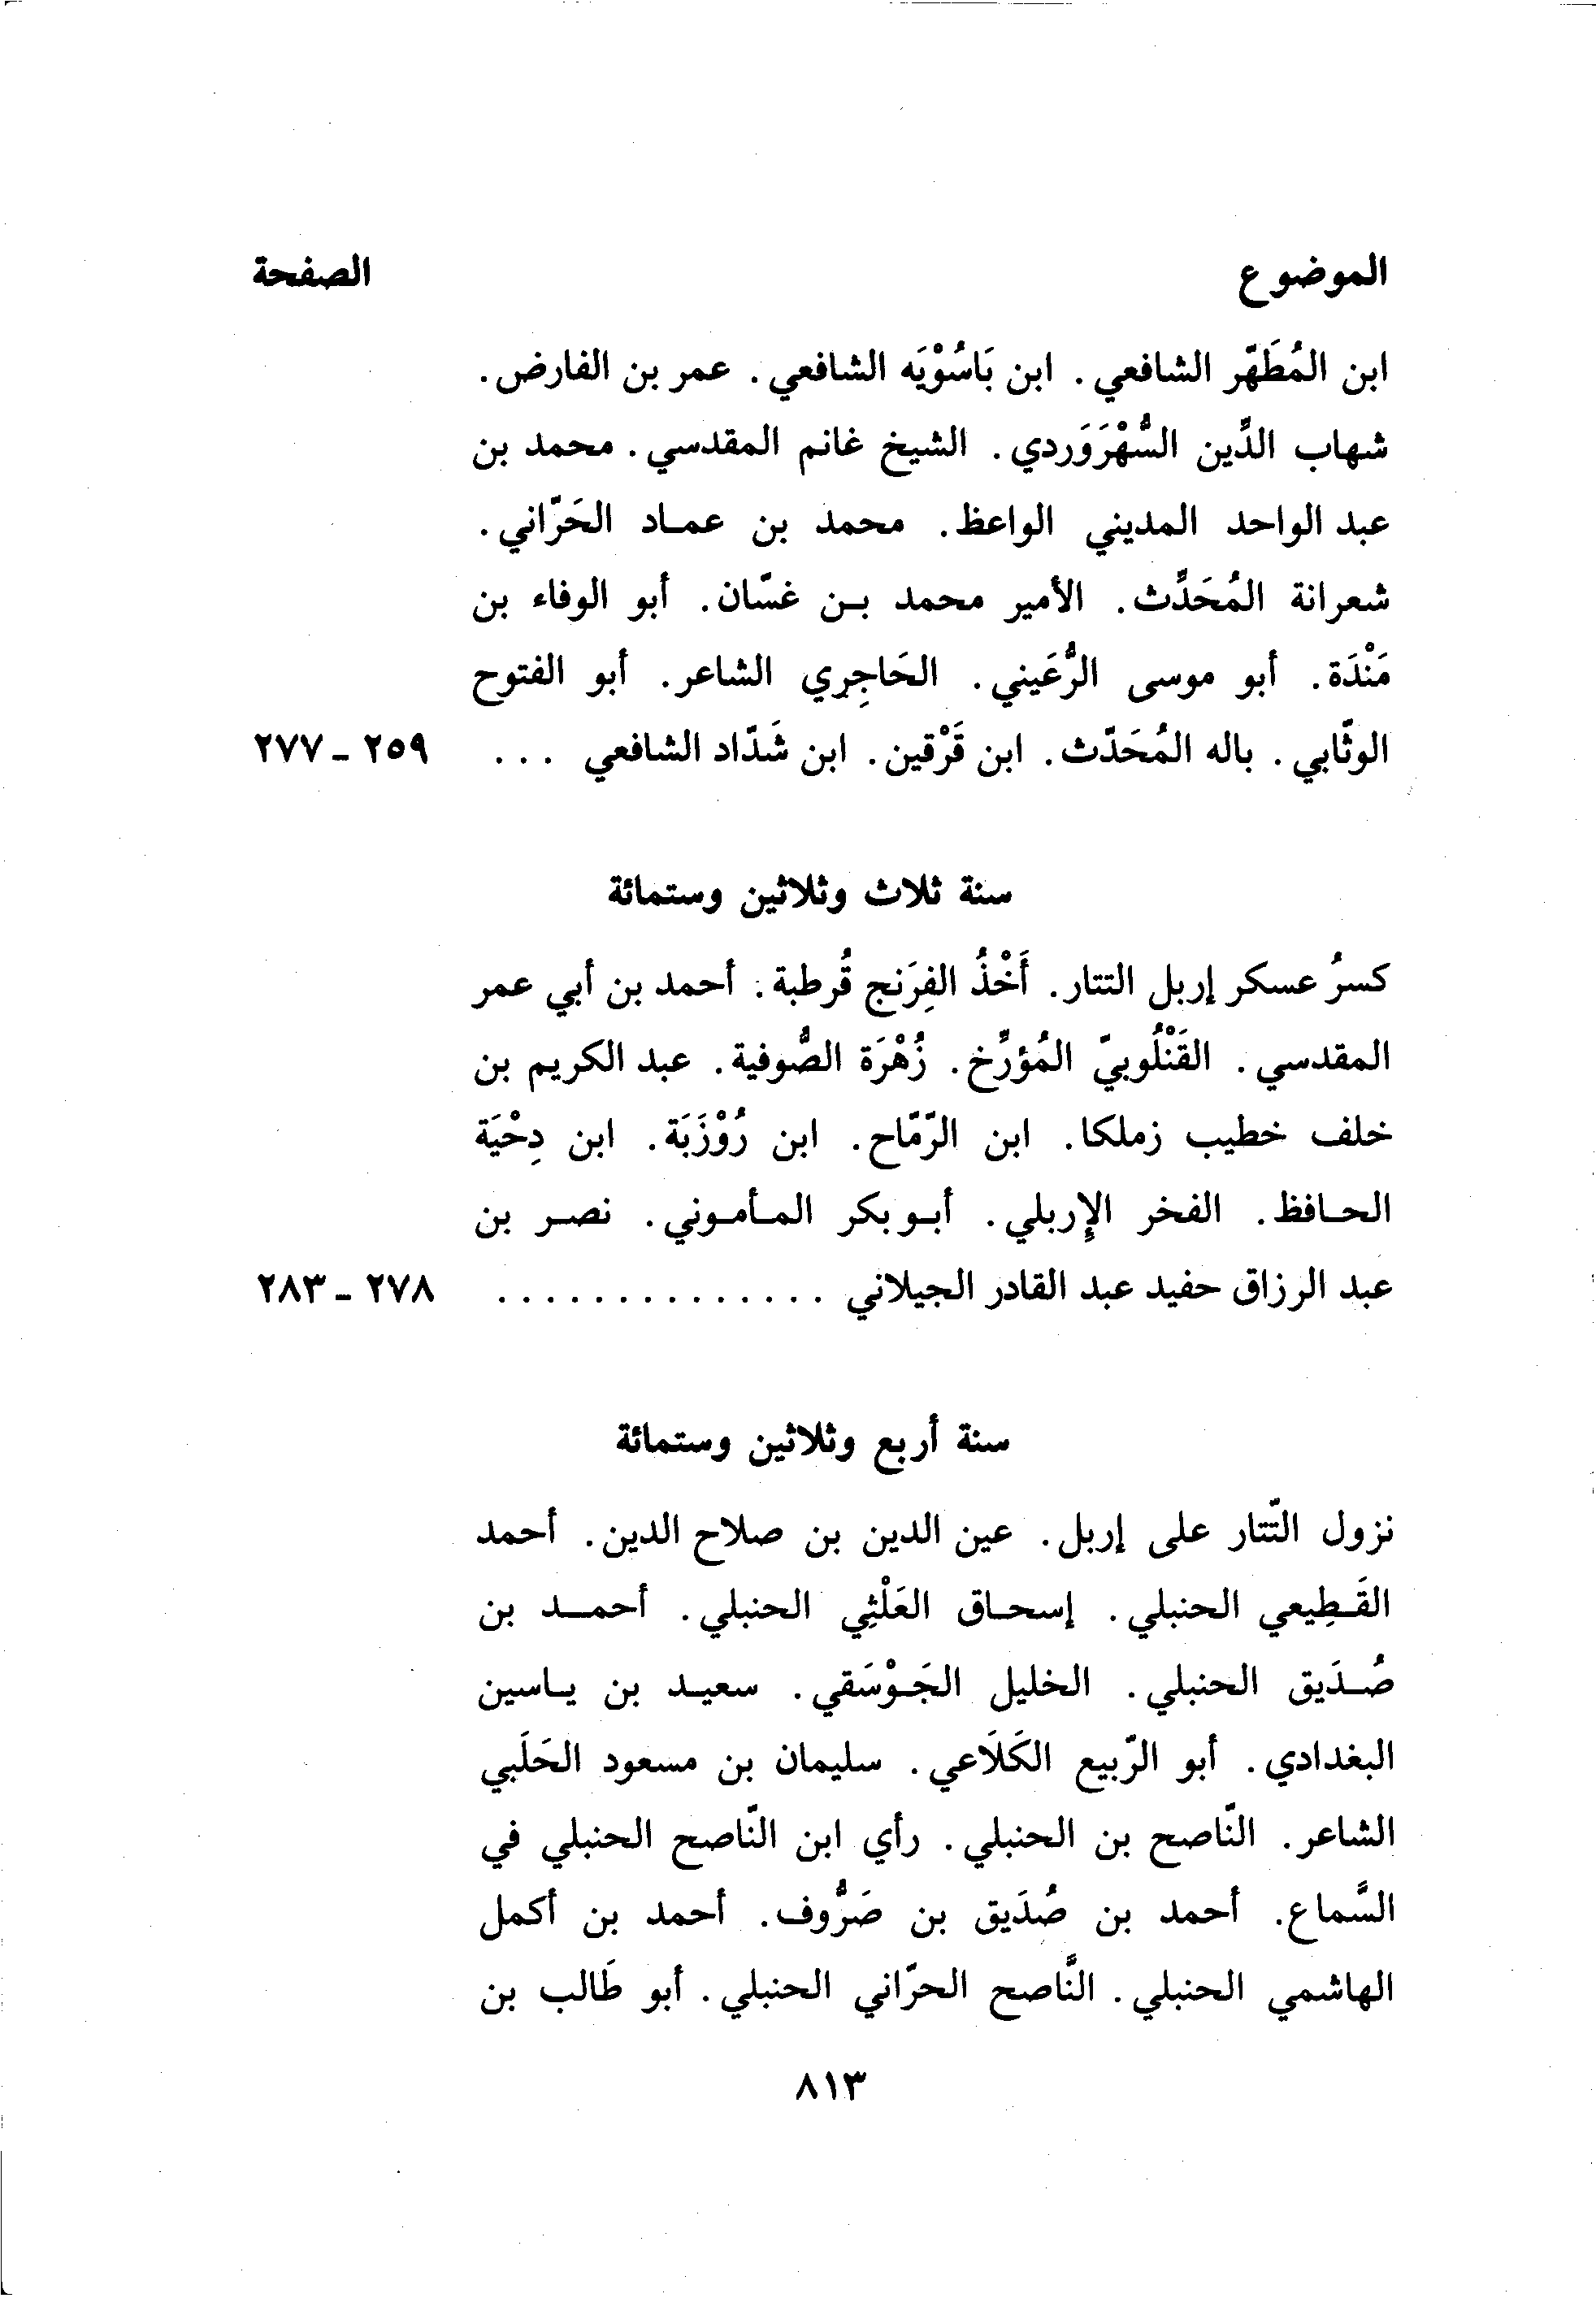 الموضوع الصفحة
ابن المُطَهّر الشافعي. ابن بَاسُوْيَه الشافعي. عمر بن الفارض.
شهاب الدِّين السُّهْرَوَردي. الشيخ غانم المقدسي. محمد بن
عبد الواحد المديني الواعظ. محمد بن عماد الحَرّاني.
شعرانة المُحَدِّث. الأمير محمد بن غسّان. أبو الوفاء بن
مَنْدَة. أبو موسى الرُّعَيني. الحَاجِرِي الشاعر. أبو الفتوح
الوثّابي. باله المُحَدّث. ابن قَرْقين. ابن شَدّاد الشافعي ... ٢٥٩ - ٢٧٧
سنة ثلاث وثلاثين وستمائة
كسرُ عسكر إربل التتار. أَخْذُ الفِرَنج قُرطبة. أحمد بن أبي عمر
المقدسي. القَنْلُوبيّ المُؤرِّخ. زُهْرَة الصُّوفية. عبد الكريم بن
خلف خطيب زملكا. ابن الرّمّاح. ابن رُوْزَبَة. ابن دِحْيَة
الحافظ. الفخر الإِربلي. أبو بكر المأموني. نصر بن
عبد الرزاق حفيد عبد القادر الجيلاني .............. ٢٧٨ - ٢٨٣
سنة أربع وثلاثين وستمائة
نزول التّتار على إربل. عين الدين بن صلاح الدين. أحمد
القَطِيعي الحنبلي. إسحاق العَلْثِي الحنبلي. أحمد بن
صُدَيق الحنبلي. الخليل الجَوْسَقي. سعيد بن ياسين
البغدادي. أبو الرّبيع الكَلَاعي. سليمان بن مسعود الحَلَبي
الشاعر. النّاصح بن الحنبلي. رأي ابن النّاصح الحنبلي في
السَّماع. أحمد بن صُدَيق بن صَرُّوف. أحمد بن أكمل
الهاشمي الحنبلي. النَّاصح الحرّاني الحنبلي. أبو طَالب بن
٨١٣